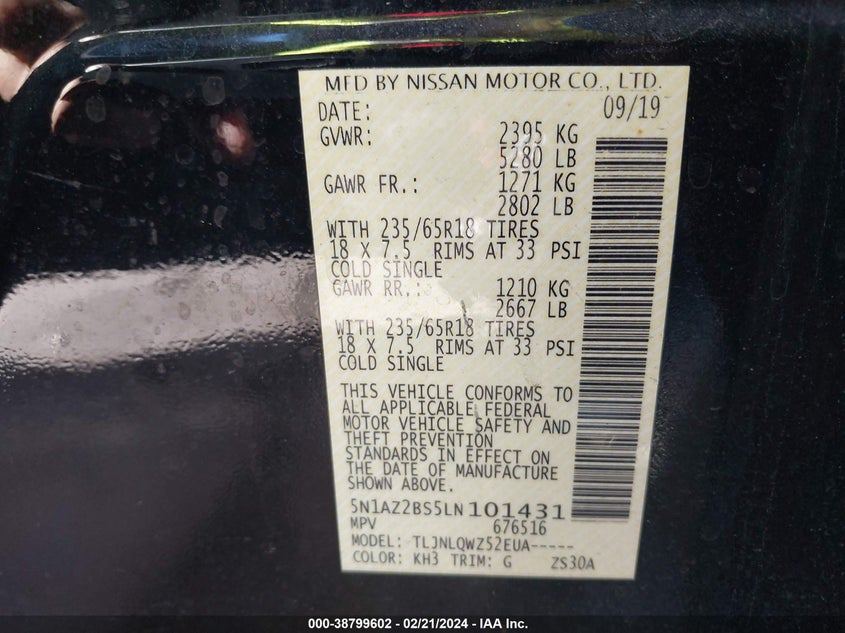 MFD BY NISSAN MOTOR CO., LTD.
DATE: 09/19
GVWR: 2395 KG
5280 LB
GAWR FR.: 1271 KG
2802 LB
WITH 235/65R18 TIRES
18 X 7.5 RIMS AT 33 PSI
COLD SINGLE
GAWR RR.: 1210 KG
2667 LB
WITH 235/65R18 TIRES
18 X 7.5 RIMS AT 33 PSI
COLD SINGLE
THIS VEHICLE CONFORMS TO
ALL APPLICABLE FEDERAL
MOTOR VEHICLE SAFETY AND
THEFT PREVENTION
STANDARDS IN EFFECT ON
THE DATE OF MANUFACTURE
SHOWN ABOVE.
5N1AZ2BS5LN101431
MPV 676516
MODEL: TLJNLQWZ52EUA-----
COLOR: KH3 TRIM: G ZS30A
000-38799602 - 02/21/2024 - IAA Inc.